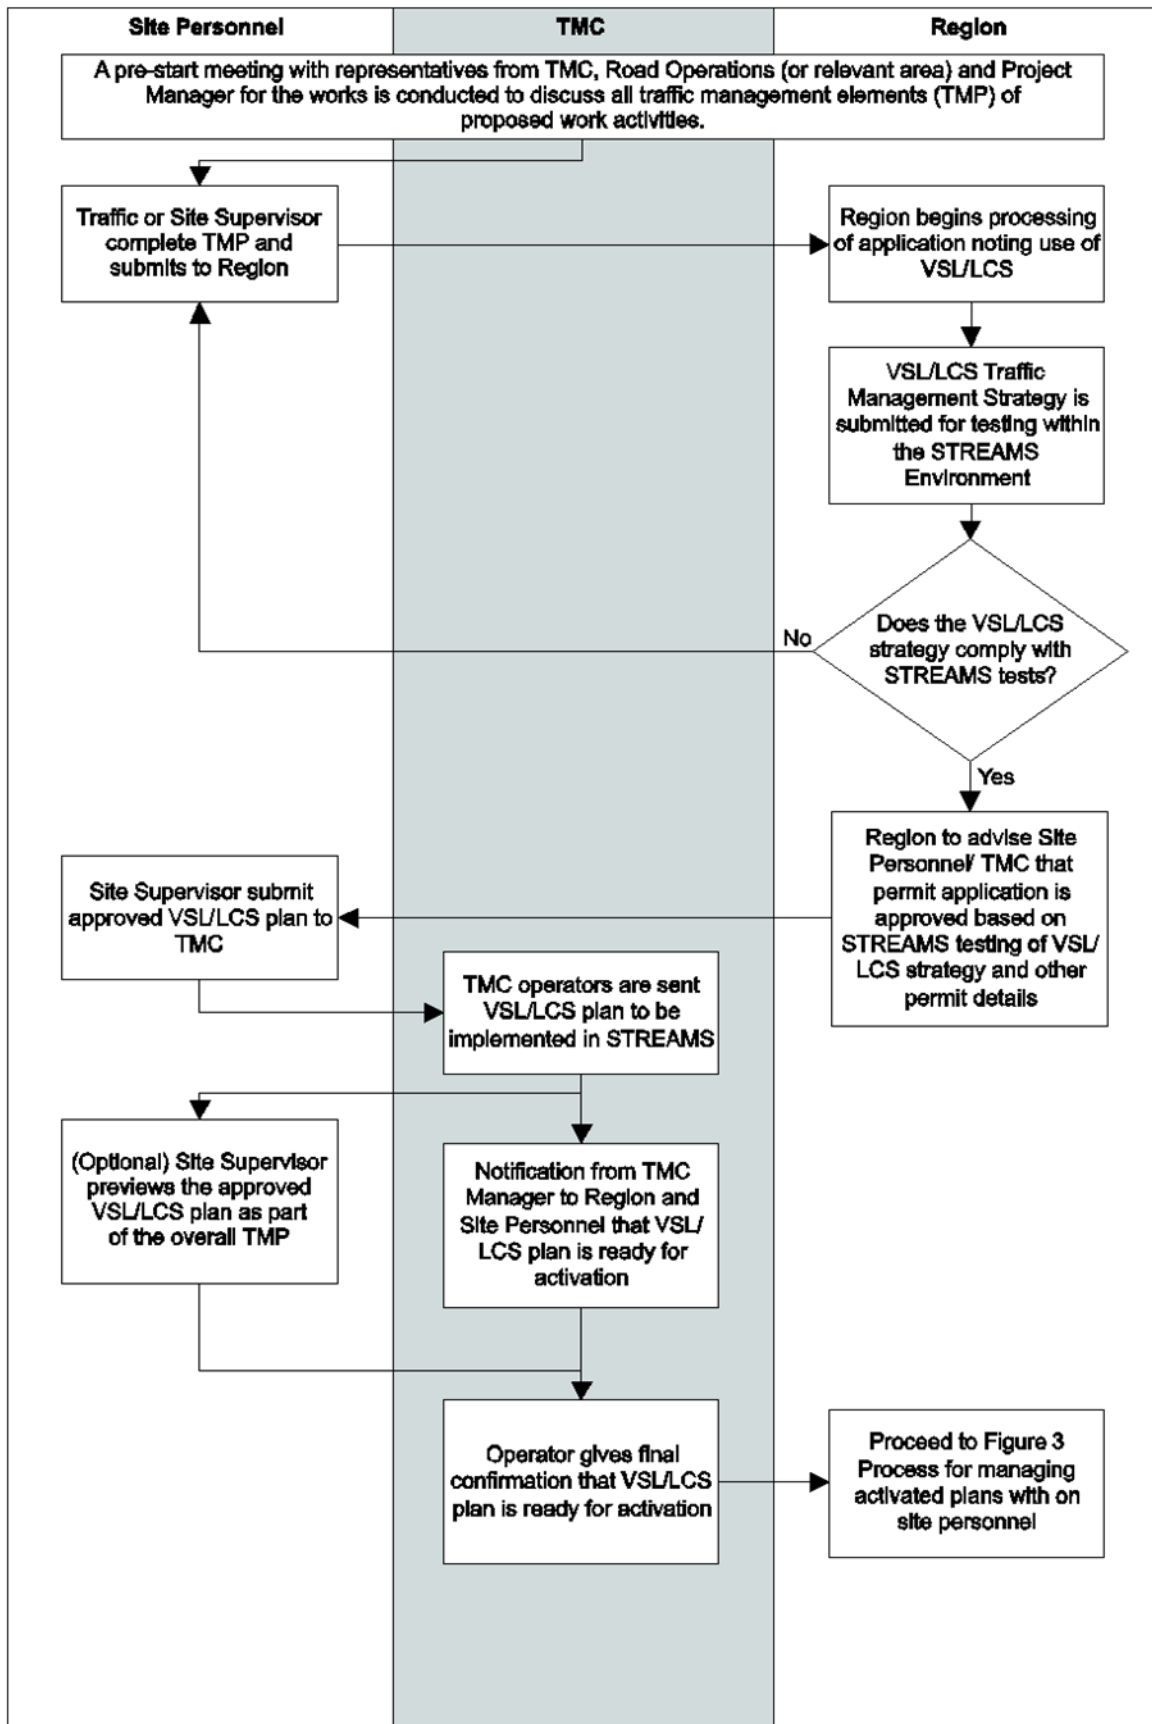 Site Personnel
TMC
Region
A pre-start meeting with representatives from TMC, Road Operations (or relevant area) and Project
Manager for the works is conducted to discuss all traffic management elements (TMP) of
proposed work activities.
Traffic or Site Supervisor
complete TMP and
submits to Region
Region begins processing
of application noting use of
VSL/LCS
VSL/LCS Traffic
Management Strategy is
submitted for testing within
the STREAMS
Environment
Does the VSL/LCS
strategy comply with
STREAMS tests?
No
Yes
Region to advise Site
Personnel/ TMC that
permit application is
approved based on
STREAMS testing of VSL/
LCS strategy and other
permit details
Site Supervisor submit
approved VSL/LCS plan to
TMC
TMC operators are sent
VSL/LCS plan to be
implemented in STREAMS
(Optional) Site Supervisor
previews the approved
VSL/LCS plan as part
of the overall TMP
Notification from TMC
Manager to Region and
Site Personnel that VSL/
LCS plan is ready for
activation
Operator gives final
confirmation that VSL/LCS
plan is ready for activation
Proceed to Figure 3
Process for managing
activated plans with on
site personnel